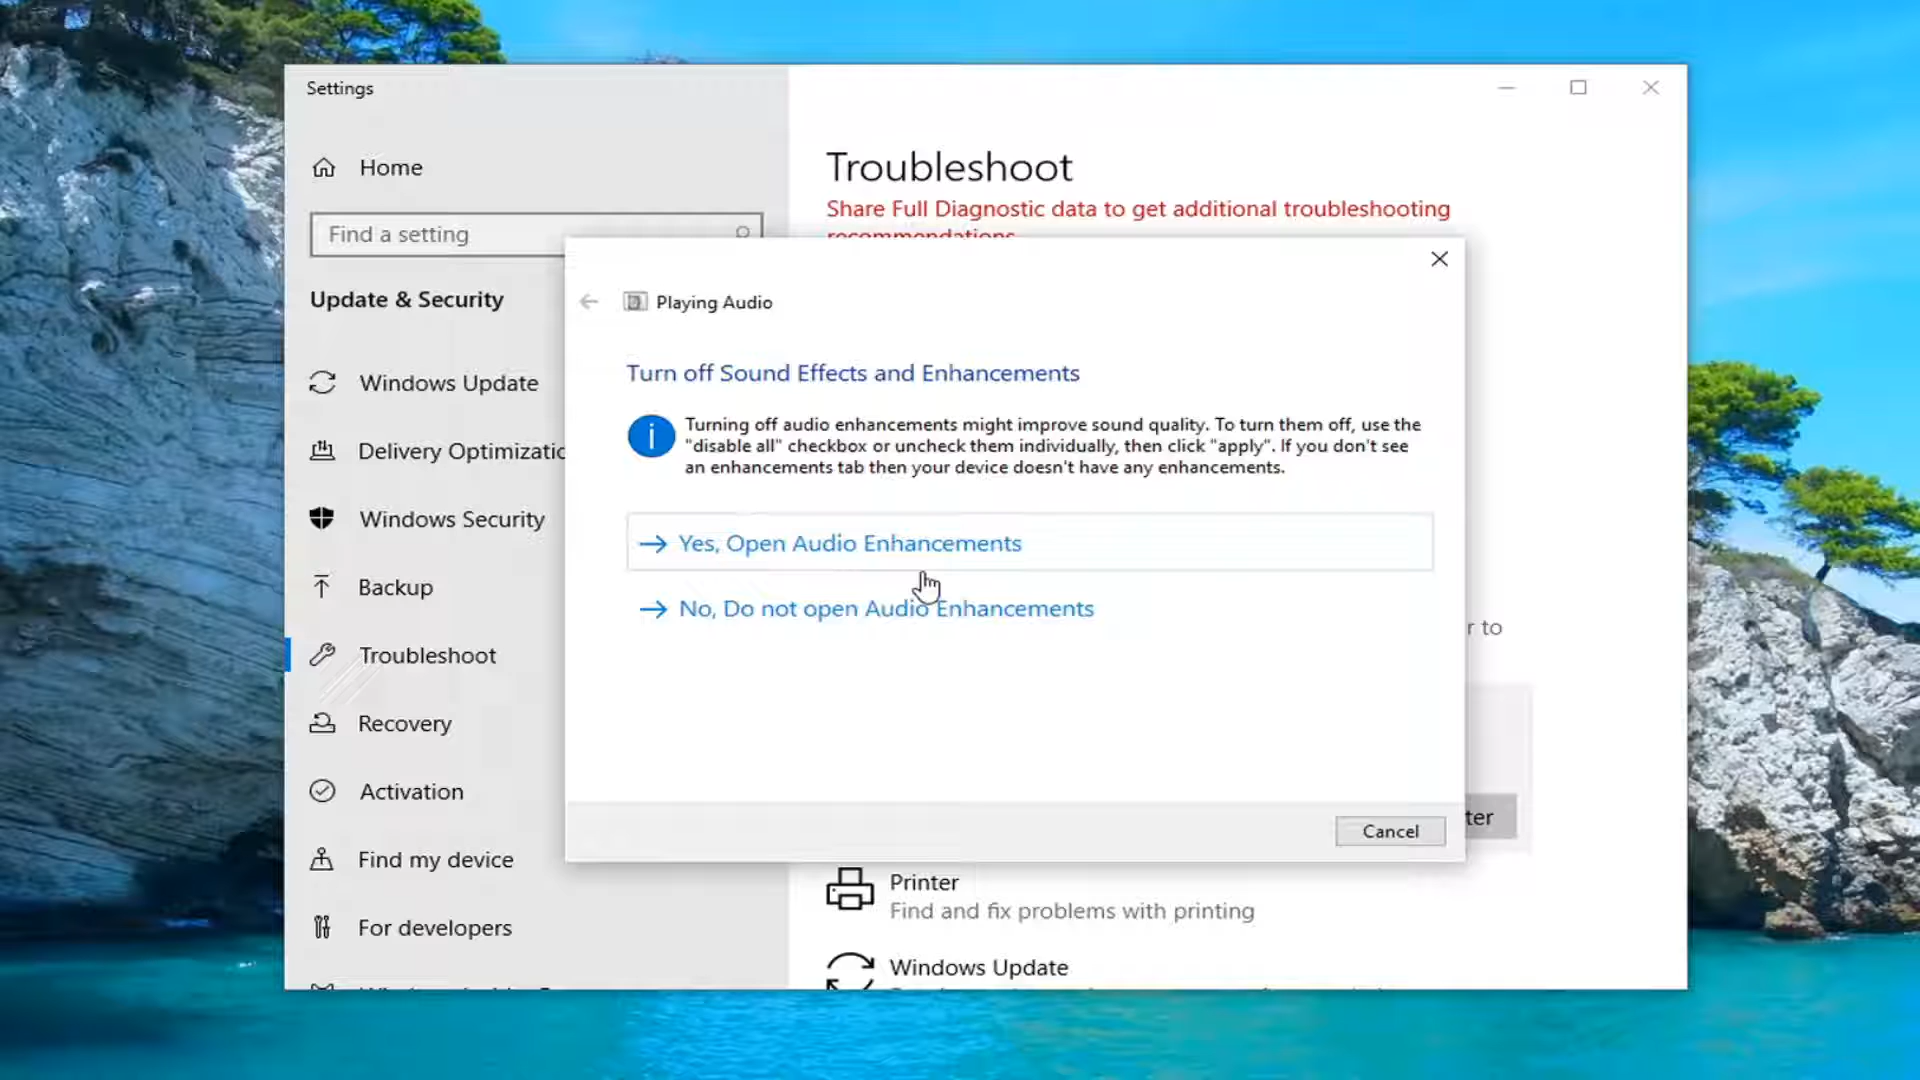 Settings
Home
Find a setting
Update & Security
Windows Update
Delivery Optimizatio
Windows Security
Backup
Troubleshoot
Recovery
Activation
Find my device
For developers
Troubleshoot
Share Full Diagnostic data to get additional troubleshooting
recommendations
Playing Audio
Turn off Sound Effects and Enhancements
Turning off audio enhancements might improve sound quality. To turn them off, use the
"disable all" checkbox or uncheck them individually, then click "apply". If you don't see
an enhancements tab then your device doesn't have any enhancements.
Yes, Open Audio Enhancements
No, Do not open Audio Enhancements
Cancel
r to
ter
Printer
Find and fix problems with printing
Windows Update